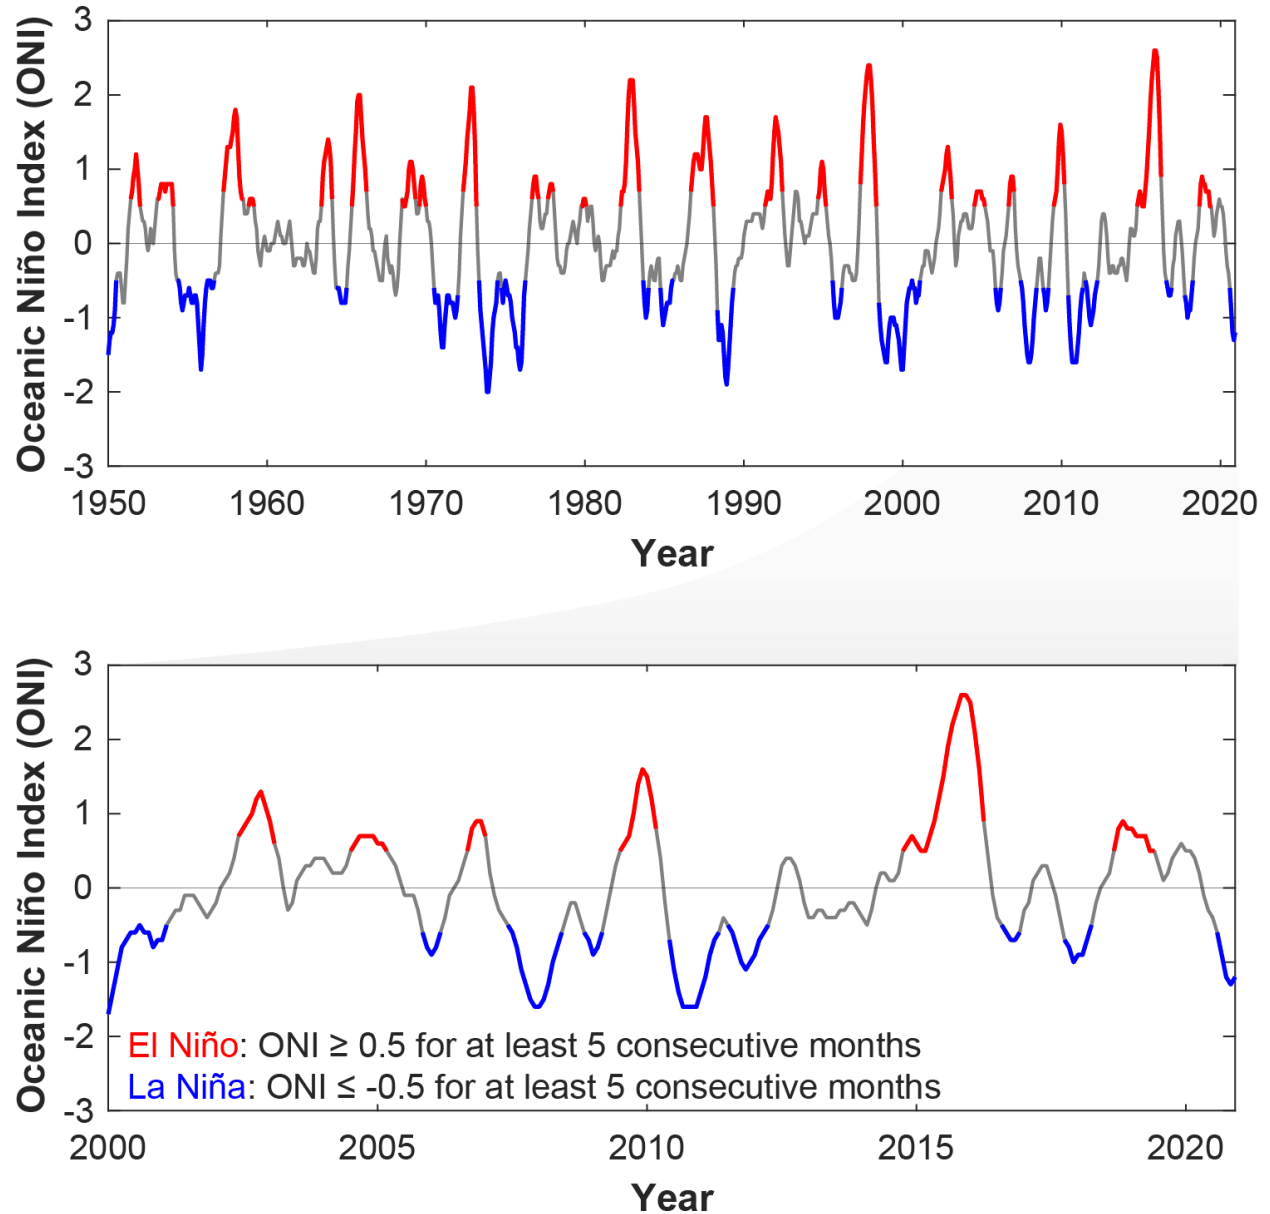 Oceanic Niño Index (ONI)
3
2
1
0
-1
-2
-3
1950 1960 1970 1980 1990 2000 2010 2020
Year
Oceanic Niño Index (ONI)
3
2
1
0
-1
-2
-3
El Niño: ONI ≥ 0.5 for at least 5 consecutive months
La Niña: ONI ≤ -0.5 for at least 5 consecutive months
2000 2005 2010 2015 2020
Year